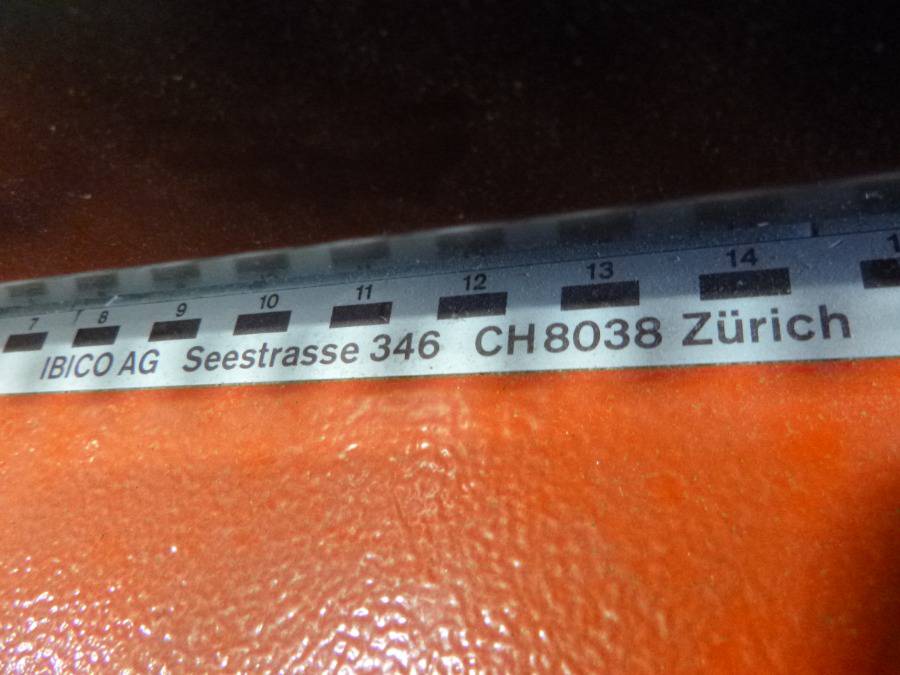 7 8 9 10 11 12 13 14
IBICO AG Seestrasse 346 CH 8038 Zürich